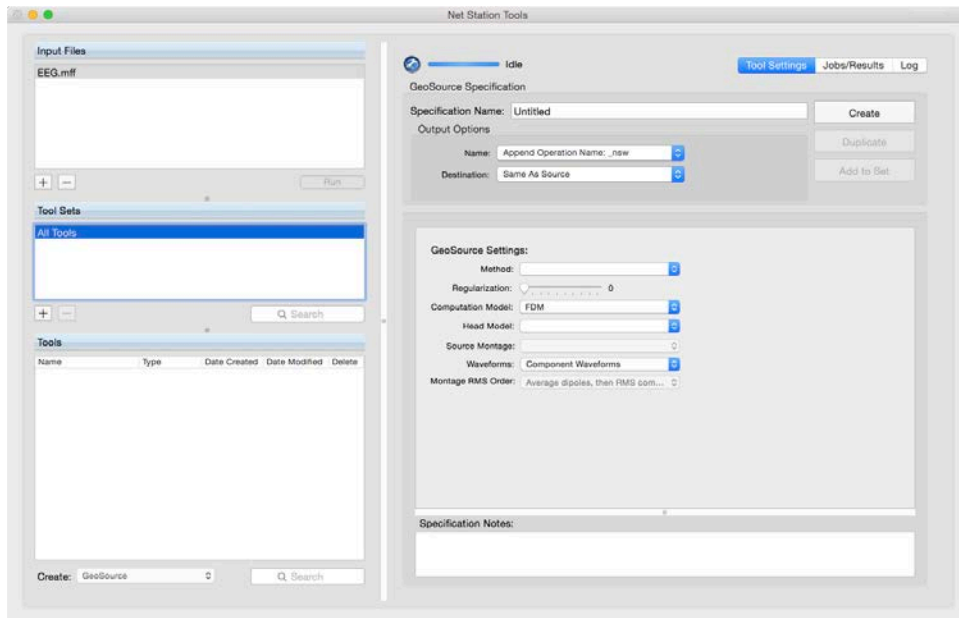 Net Station Tools
Input Files
EEG.mff
+ −
Run
Tool Sets
All Tools
+ −
Search
Tools
Name Type Date Created Date Modified Delete
Create: GeoSource
Search
Idle
Tool Settings Jobs/Results Log
GeoSource Specification
Specification Name: Untitled
Create
Output Options
Duplicate
Name: Append Operation Name: _nsw
Destination: Same As Source
Add to Set
GeoSource Settings:
Method:
Regularization: 0
Computation Model: FDM
Head Model:
Source Montage:
Waveforms: Component Waveforms
Montage RMS Order: Average dipoles, then RMS com...
Specification Notes: